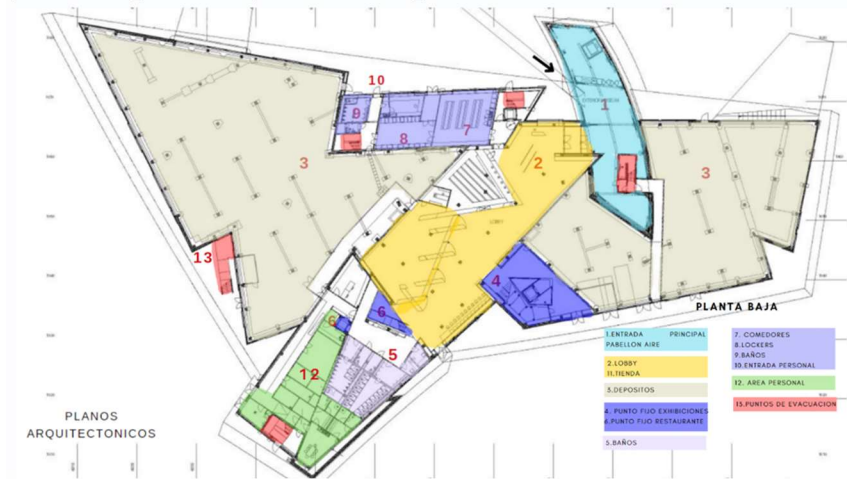 10
9
1
8
7
2
3
3
LOBBY
13
4
6
6
5
12
PLANTA BAJA
1.ENTRADA PRINCIPAL
PABELLON AIRE
2.LOBBY
11.TIENDA
3.DEPOSITOS
4. PUNTO FIJO EXHIBICIONES
6.PUNTO FIJO RESTAURANTE
5.BAÑOS
7. COMEDORES
8.LOCKERS
9.BAÑOS
10.ENTRADA PERSONAL
12. AREA PERSONAL
13.PUNTOS DE EVACUACION
PLANOS
ARQUITECTONICOS